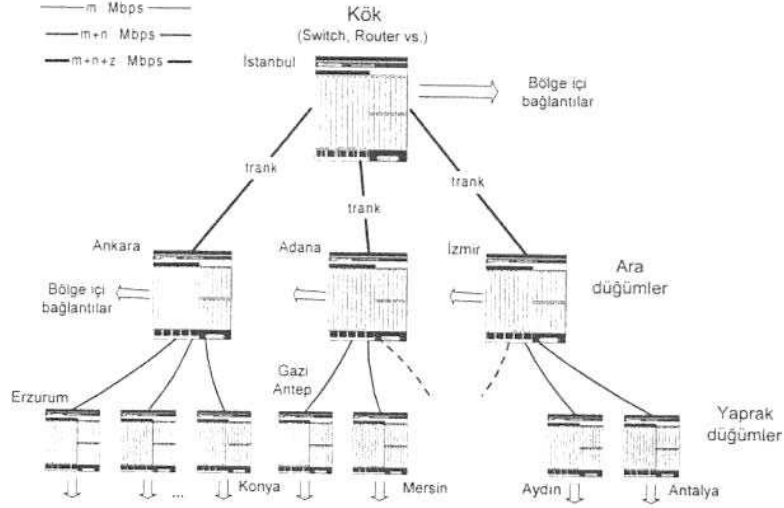 m Mbps
m+n Mbps
m+n+z Mbps
Kök
(Switch, Router vs.)
İstanbul
Bölge içi
bağlantılar
trank
trank
trank
Ankara
Adana
İzmir
Ara
düğümler
Bölge içi
bağlantılar
Gazi
Antep
Erzurum
Yaprak
düğümler
...
Konya
Mersin
Aydın
Antalya